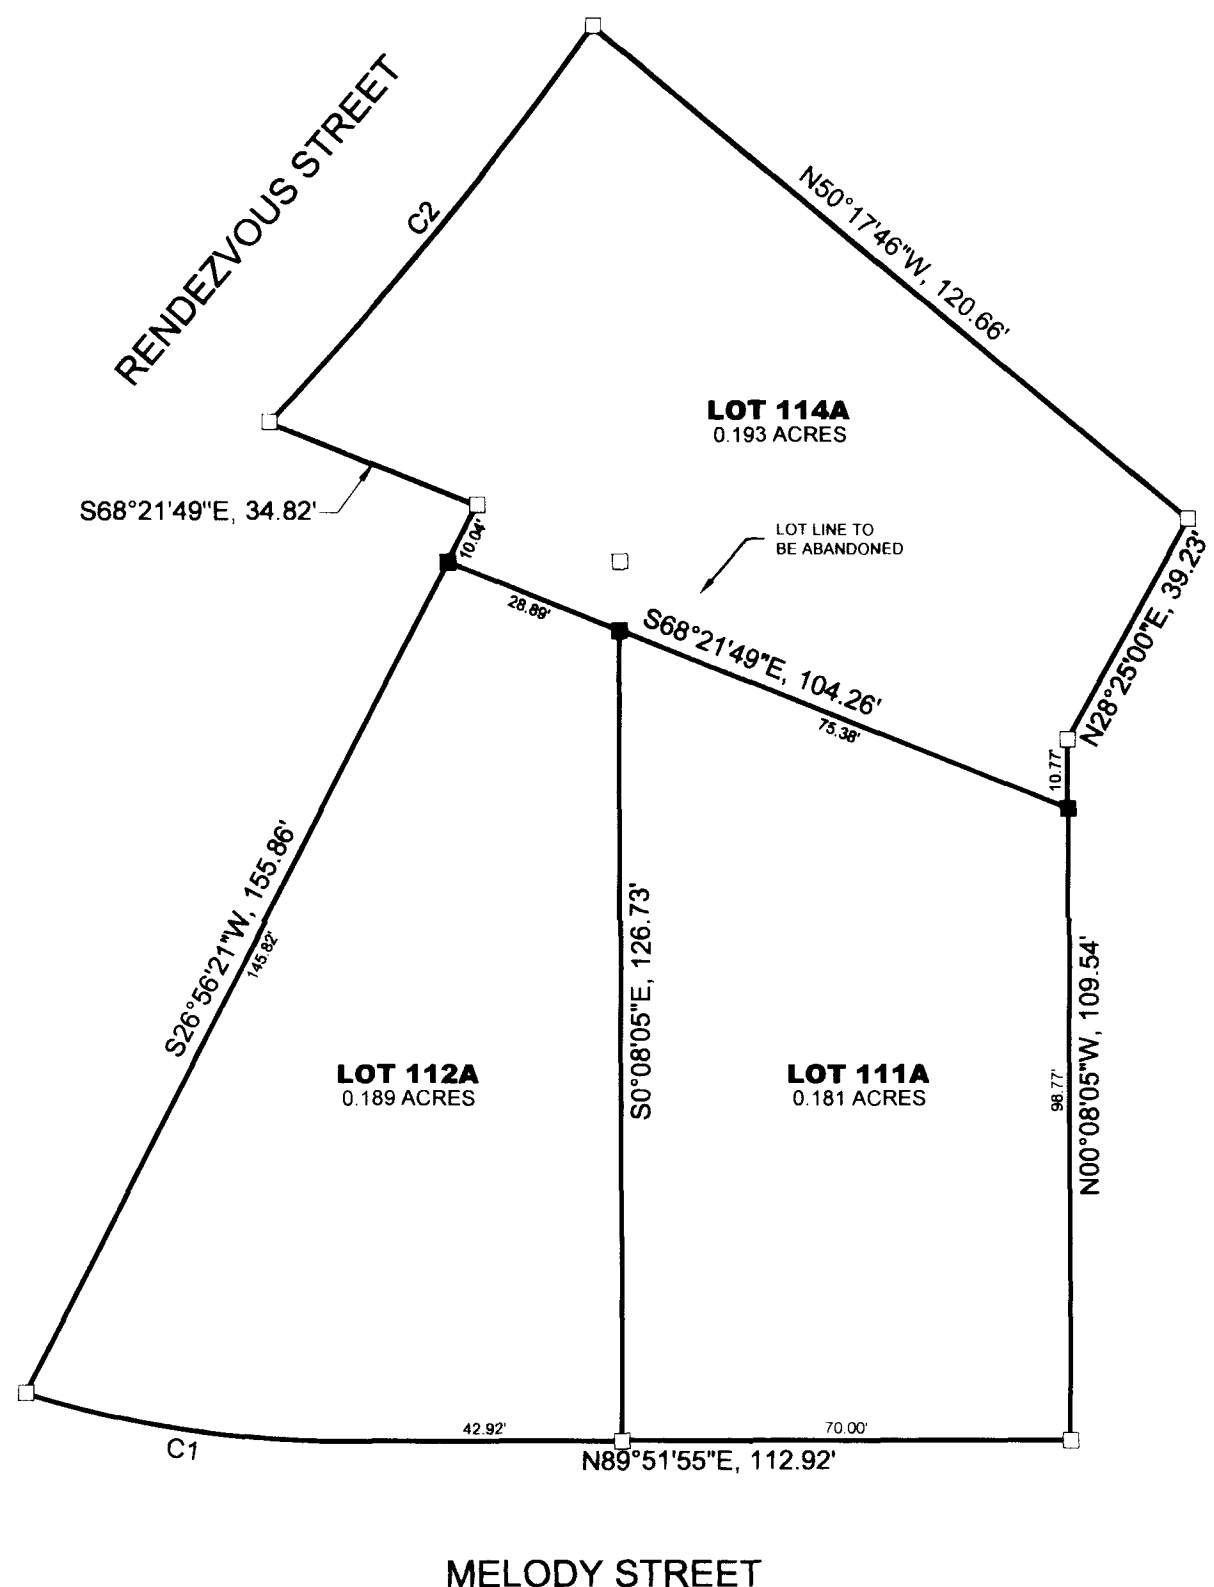 RENDEZVOUS STREET
C2
N50°17'46"W, 120.66'
LOT 114A
0.193 ACRES
S68°21'49"E, 34.82'
10.04'
LOT LINE TO
BE ABANDONED
N28°25'00"E, 39.23'
28.89'
S68°21'49"E, 104.26'
75.38'
10.77'
S26°56'21"W, 155.86'
145.82'
S0°08'05"E, 126.73'
N00°08'05"W, 109.54'
98.77'
LOT 112A
0.189 ACRES
LOT 111A
0.181 ACRES
C1
42.92'
70.00'
N89°51'55"E, 112.92'
MELODY STREET